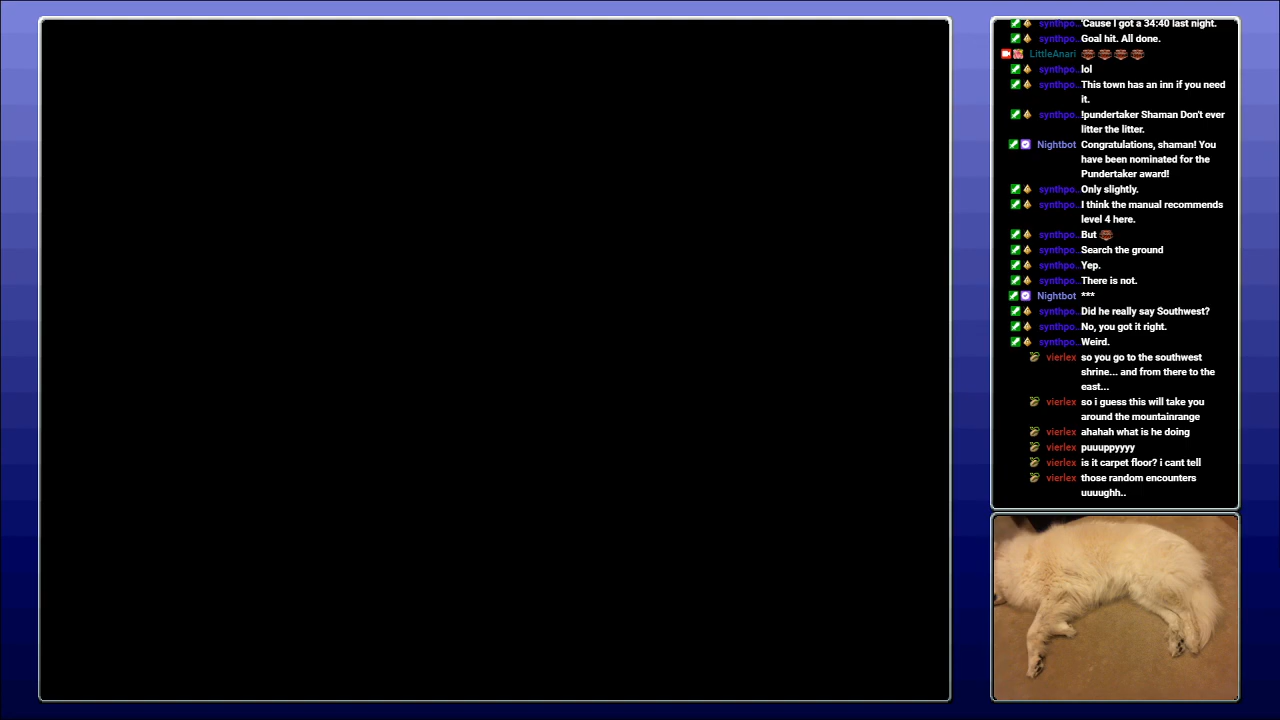 synthpo... 'Cause I got a 34:40 last night.
synthpo... Goal hit. All done.
LittleAnari
synthpo... lol
synthpo... This town has an inn if you need
it.
synthpo... !pundertaker Shaman Don't ever
litter the litter.
Nightbot Congratulations, shaman! You
have been nominated for the
Pundertaker award!
synthpo... Only slightly.
synthpo... I think the manual recommends
level 4 here.
synthpo... But
synthpo... Search the ground
synthpo... Yep.
synthpo... There is not.
Nightbot ***
synthpo... Did he really say Southwest?
synthpo... No, you got it right.
synthpo... Weird.
vierlex so you go to the southwest
shrine... and from there to the
east...
vierlex so i guess this will take you
around the mountainrange
vierlex ahahah what is he doing
vierlex puuuppyyyy
vierlex is it carpet floor? i cant tell
vierlex those random encounters
uuuughh..